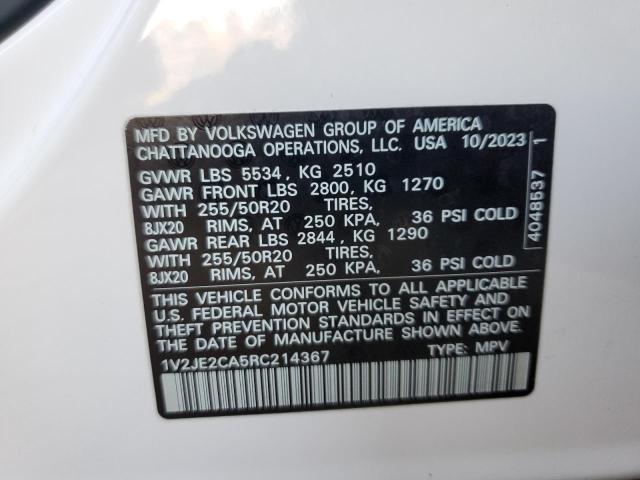 MFD BY VOLKSWAGEN GROUP OF AMERICA
CHATTANOOGA OPERATIONS, LLC. USA 10/2023
GVWR LBS 5534, KG 2510
GAWR FRONT LBS 2800, KG 1270
WITH 255/50R20 TIRES,
8JX20 RIMS, AT 250 KPA, 36 PSI COLD
GAWR REAR LBS 2844, KG 1290
WITH 255/50R20 TIRES,
8JX20 RIMS, AT 250 KPA, 36 PSI COLD
THIS VEHICLE CONFORMS TO ALL APPLICABLE
U.S. FEDERAL MOTOR VEHICLE SAFETY AND
THEFT PREVENTION STANDARDS IN EFFECT ON
THE DATE OF MANUFACTURE SHOWN ABOVE.
1V2JE2CA5RC214367 TYPE: MPV
4048537 1